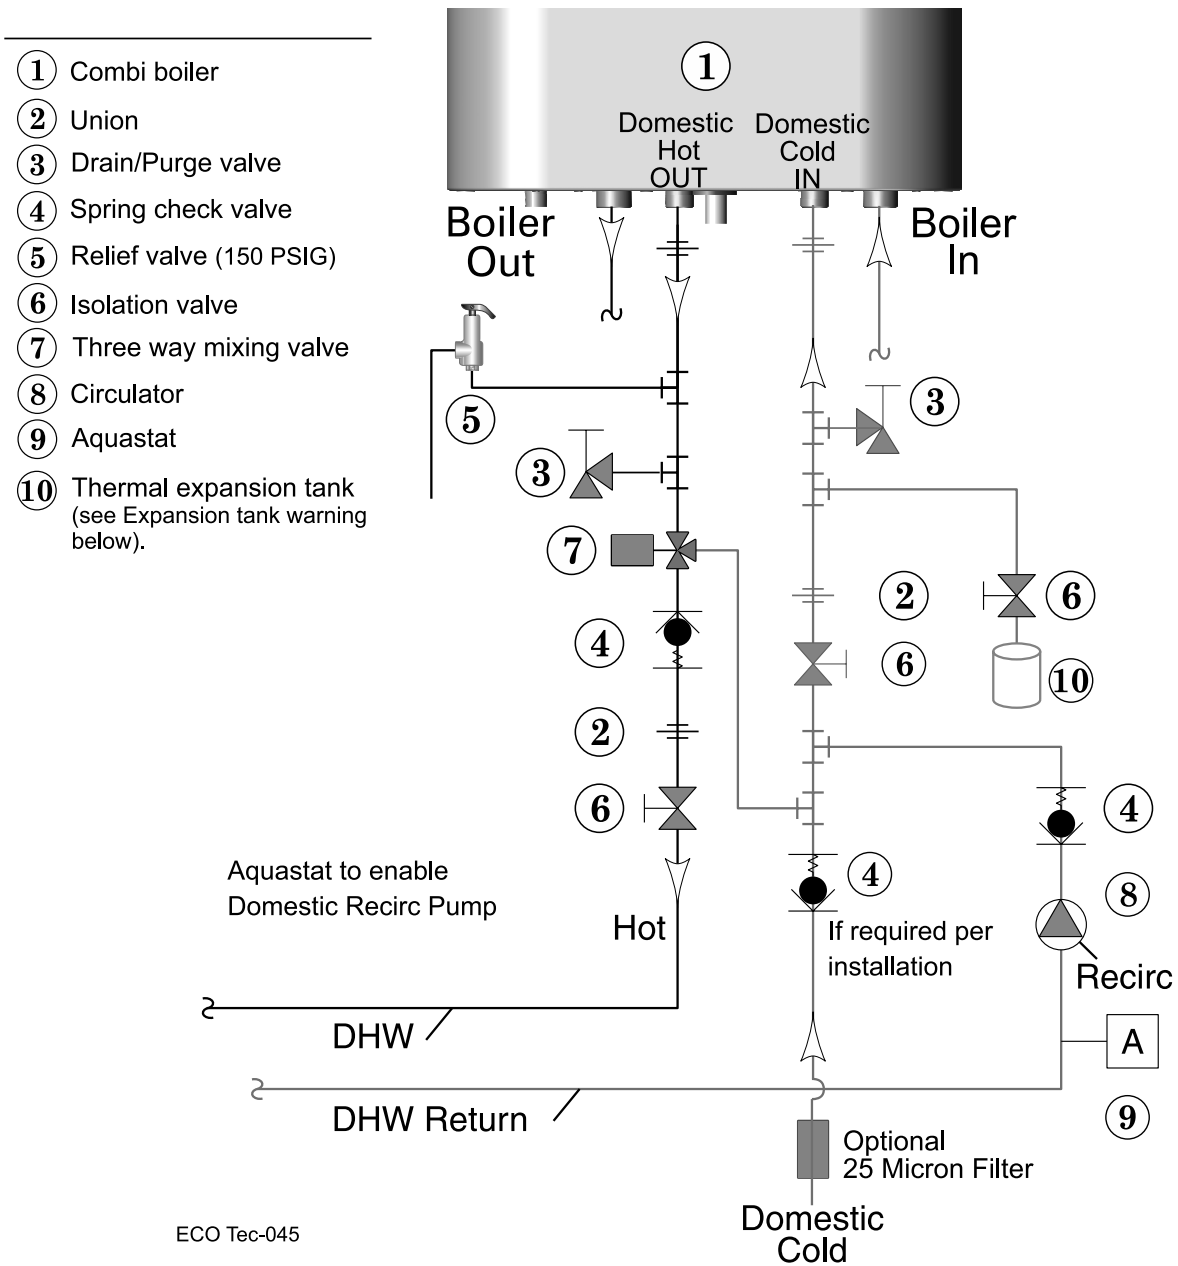 1 Combi boiler
2 Union
3 Drain/Purge valve
4 Spring check valve
5 Relief valve (150 PSIG)
6 Isolation valve
7 Three way mixing valve
8 Circulator
9 Aquastat
10 Thermal expansion tank
(see Expansion tank warning
below).
1
Domestic
Hot
OUT
Domestic
Cold
IN
Boiler
Out
Boiler
In
5
3
3
7
2
6
4
6
10
2
6
4
4
8
Aquastat to enable
Domestic Recirc Pump
Hot
If required per
installation
Recirc
DHW
A
DHW Return
9
Optional
25 Micron Filter
Domestic
Cold
ECO Tec-045